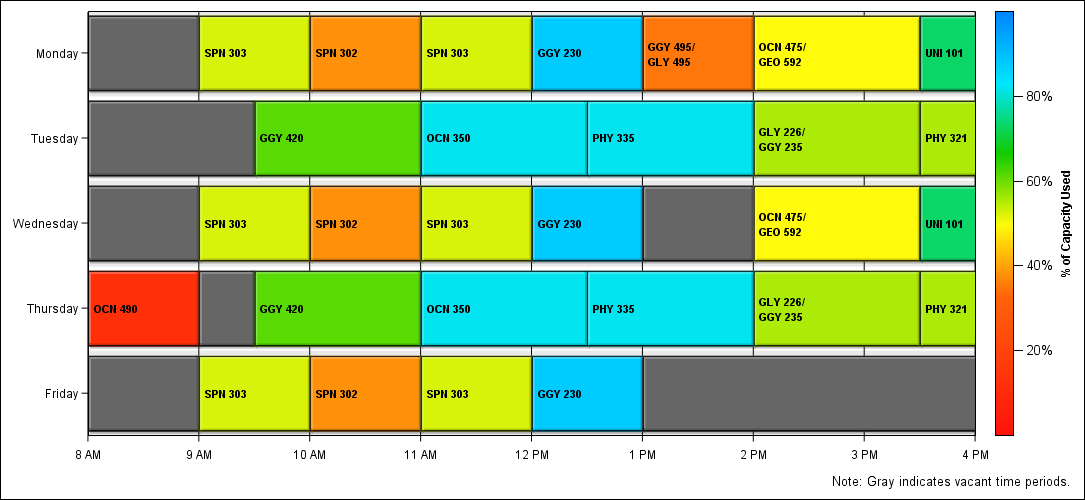 Monday
SPN 303
SPN 302
SPN 303
GGY 230
GGY 495/
GLY 495
OCN 475/
GEO 592
UNI 101
Tuesday
GGY 420
OCN 350
PHY 335
GLY 226/
GGY 235
PHY 321
Wednesday
SPN 303
SPN 302
SPN 303
GGY 230
OCN 475/
GEO 592
UNI 101
Thursday
OCN 490
GGY 420
OCN 350
PHY 335
GLY 226/
GGY 235
PHY 321
Friday
SPN 303
SPN 302
SPN 303
GGY 230
8 AM
9 AM
10 AM
11 AM
12 PM
1 PM
2 PM
3 PM
4 PM
80%
60%
40%
20%
% of Capacity Used
Note: Gray indicates vacant time periods.